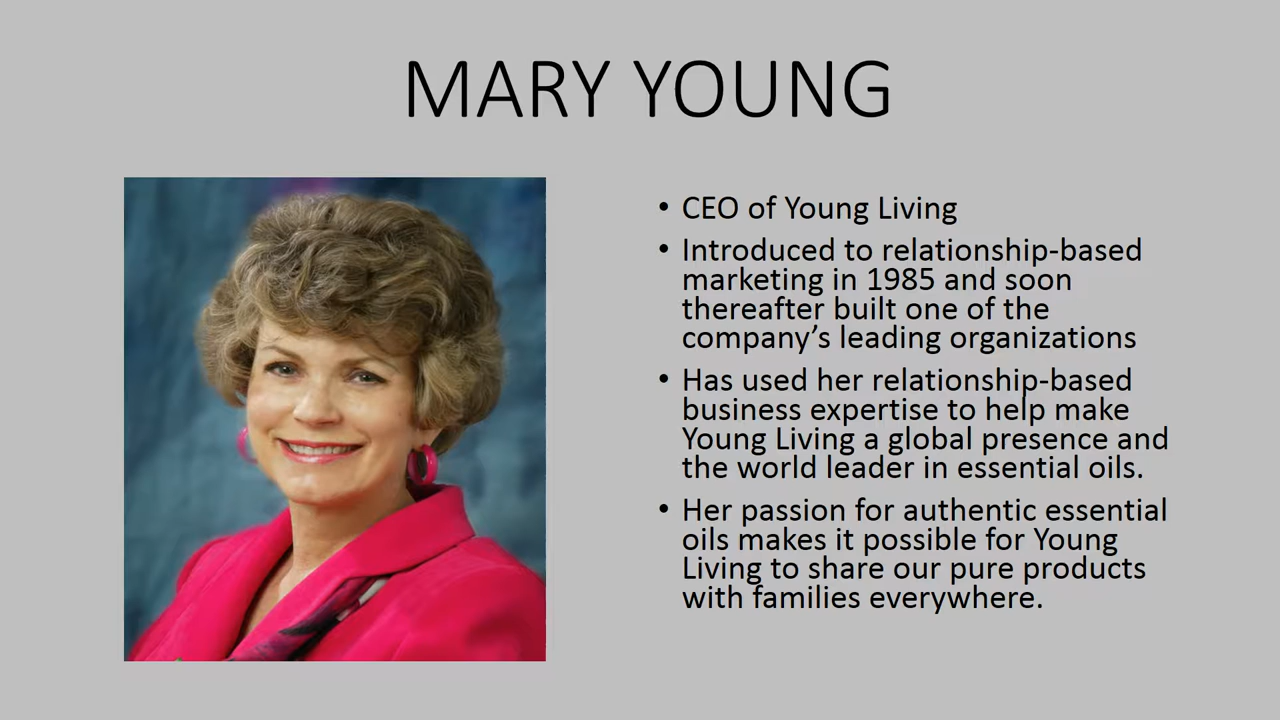 MARY YOUNG
• CEO of Young Living
• Introduced to relationship-based
marketing in 1985 and soon
thereafter built one of the
company’s leading organizations
• Has used her relationship-based
business expertise to help make
Young Living a global presence and
the world leader in essential oils.
• Her passion for authentic essential
oils makes it possible for Young
Living to share our pure products
with families everywhere.